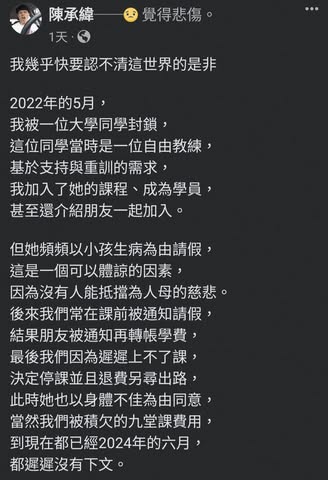 陳承緯——😟 覺得悲傷。
1天 ·
我幾乎快要認不清這世界的是非
2022年的5月，
我被一位大學同學封鎖，
這位同學當時是一位自由教練，
基於支持與重訓的需求，
我加入了她的課程、成為學員，
甚至還介紹朋友一起加入。
但她頻頻以小孩生病為由請假，
這是一個可以體諒的因素，
因為沒有人能抵擋為人母的慈悲。
後來我們常在課前被通知請假，
結果朋友被通知再轉帳學費，
最後我們因為遲遲上不了課，
決定停課並且退費另尋出路，
此時她也以身體不佳為由同意，
當然我們被積欠的九堂課費用，
到現在都已經2024年的六月，
都遲遲沒有下文。